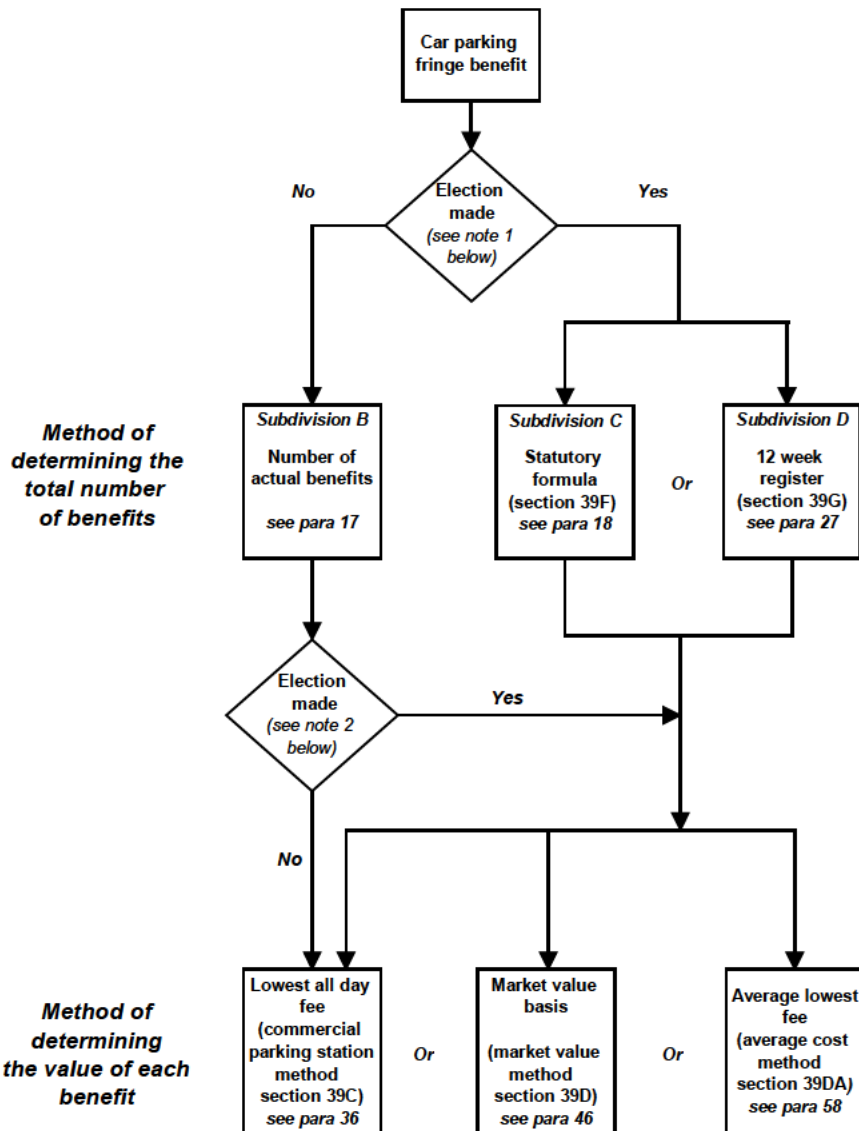 Car parking
fringe benefit
No
Election
made
(see note 1
below)
Yes
Method of
determining the
total number
of benefits
Subdivision B
Number of
actual benefits
see para 17
Subdivision C
Statutory
formula
(section 39F)
see para 18
Or
Subdivision D
12 week
register
(section 39G)
see para 27
Election
made
(see note 2
below)
Yes
No
Method of
determining
the value of each
benefit
Lowest all day
fee
(commercial
parking station
method
section 39C)
see para 36
Or
Market value
basis
(market value
method
section 39D)
see para 46
Or
Average lowest
fee
(average cost
method
section 39DA)
see para 58